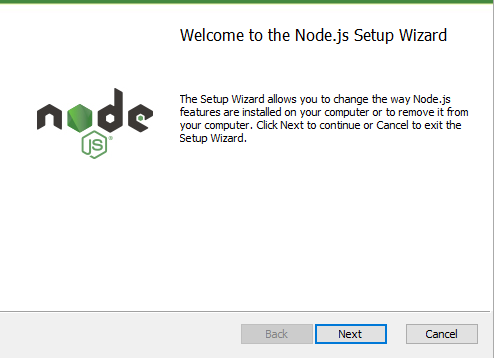 Welcome to the Node.js Setup Wizard
The Setup Wizard allows you to change the way Node.js
features are installed on your computer or to remove it from
your computer. Click Next to continue or Cancel to exit the
Setup Wizard.
node
JS®
Back
Next
Cancel